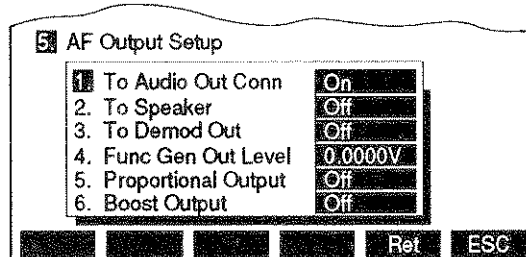 5. AF Output Setup
1. To Audio Out Conn On
2. To Speaker Off
3. To Demod Out Off
4. Func Gen Out Level 0.0000V
5. Proportional Output Off
6. Boost Output Off
Ret ESC